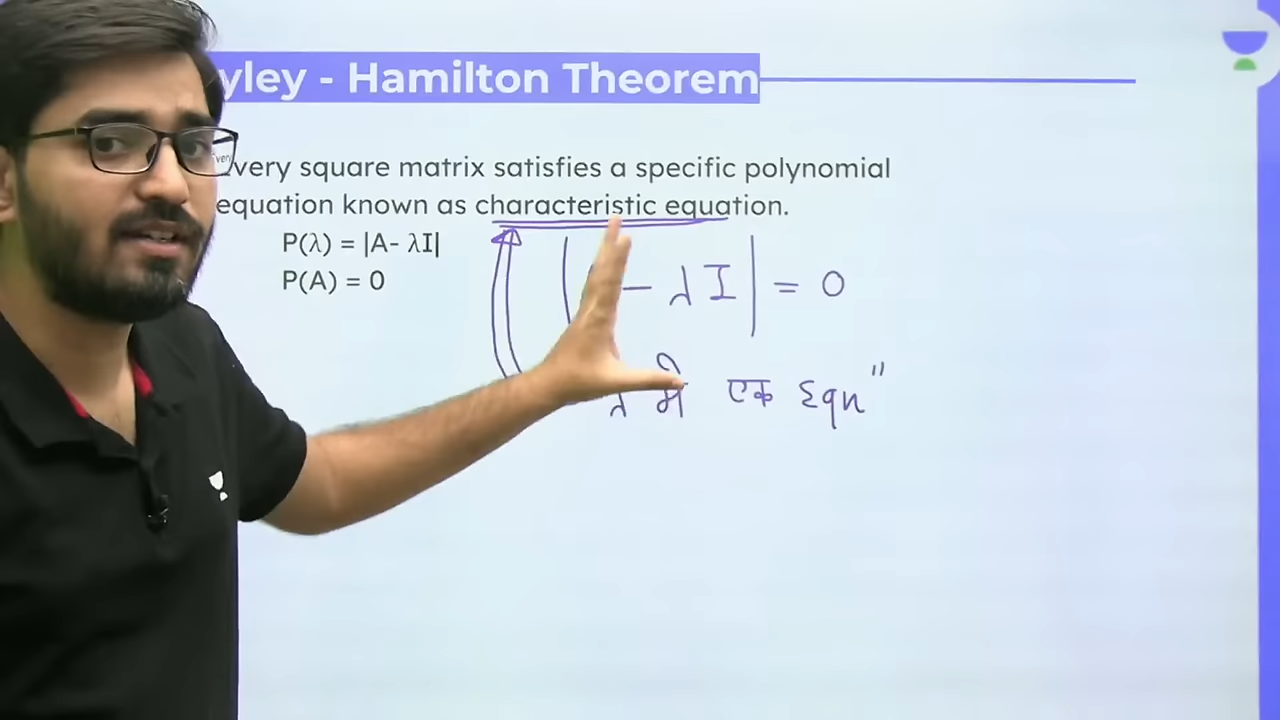 yley - Hamilton Theorem
very square matrix satisfies a specific polynomial
equation known as characteristic equation.
P(λ) = |A- λI|
P(A) = 0
- λ I | = 0
λ में एक Eqn"